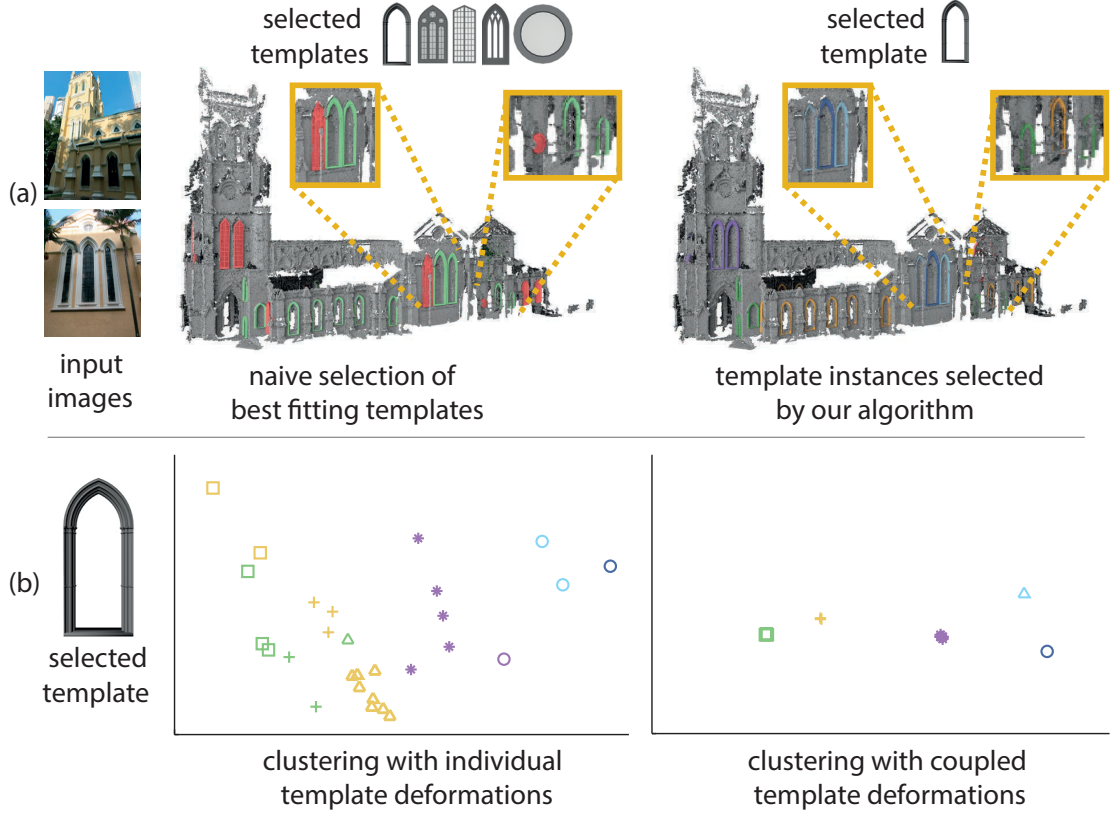 selected
templates
selected
template
(a)
input
images
naive selection of
best fitting templates
template instances selected
by our algorithm
(b)
selected
template
clustering with individual
template deformations
clustering with coupled
template deformations